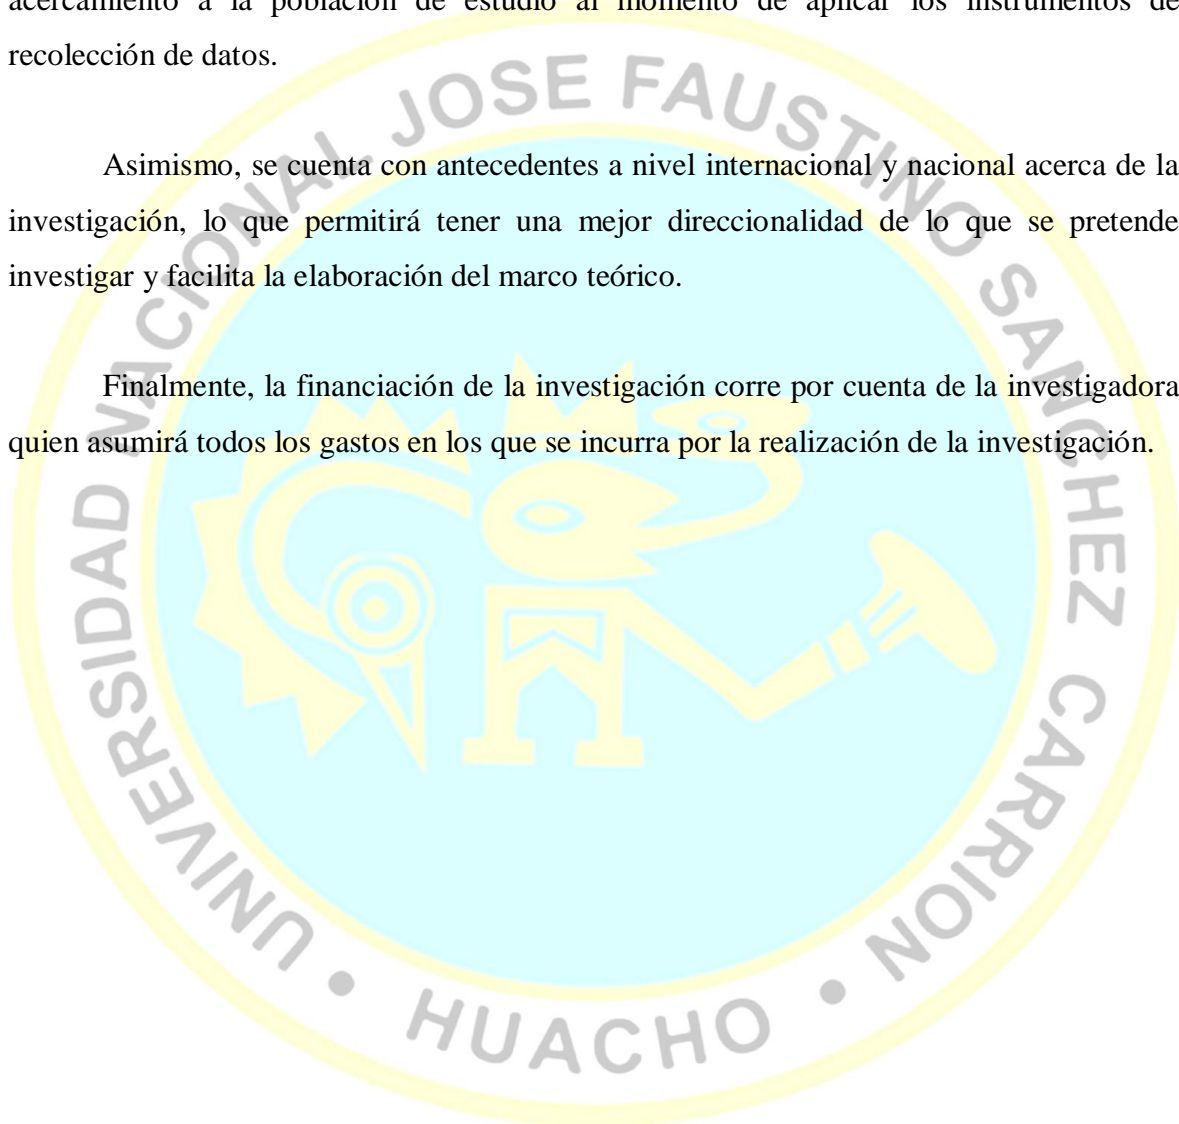 acercamiento a la población de estudio al momento de aplicar los instrumentos de
recolección de datos.
Asimismo, se cuenta con antecedentes a nivel internacional y nacional acerca de la
investigación, lo que permitirá tener una mejor direccionalidad de lo que se pretende
investigar y facilita la elaboración del marco teórico.
Finalmente, la financiación de la investigación corre por cuenta de la investigadora
quien asumirá todos los gastos en los que se incurra por la realización de la investigación.
UNIVERSIDAD NACIONAL JOSE FAUSTINO SANCHEZ CARRION
• HUACHO •